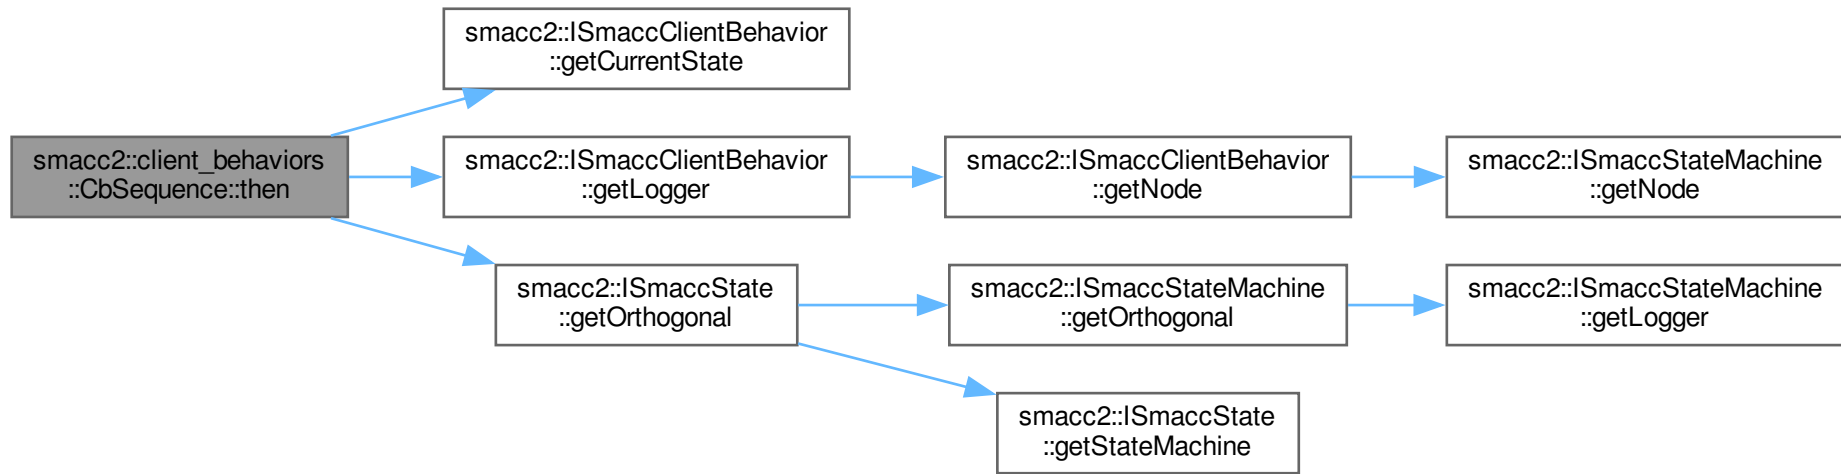 smacc2::ISmaccClientBehavior
::getCurrentState
smacc2::client_behaviors
::CbSequence::then
smacc2::ISmaccClientBehavior
::getLogger
smacc2::ISmaccClientBehavior
::getNode
smacc2::ISmaccStateMachine
::getNode
smacc2::ISmaccState
::getOrthogonal
smacc2::ISmaccStateMachine
::getOrthogonal
smacc2::ISmaccStateMachine
::getLogger
smacc2::ISmaccState
::getStateMachine